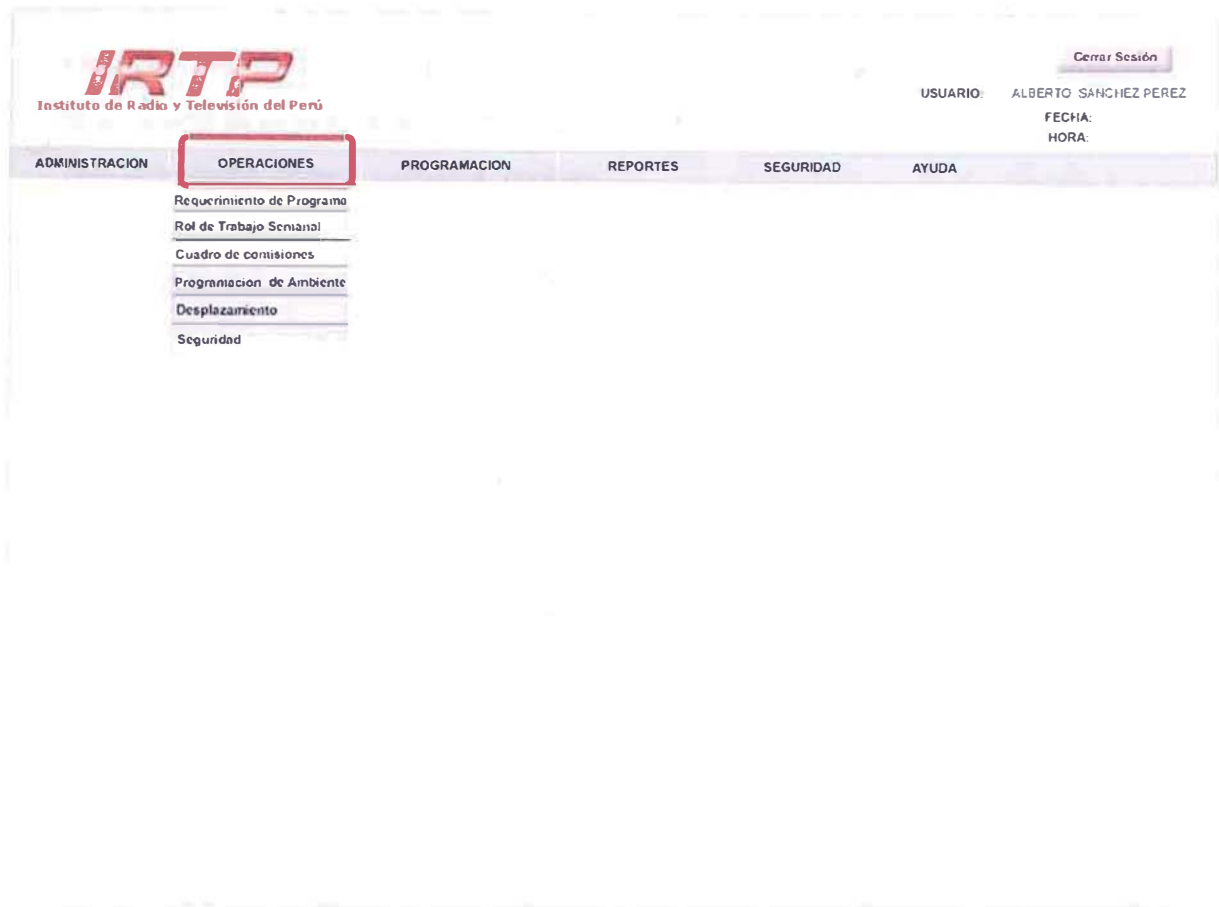 IRTP
Instituto de Radio y Televisión del Perú
Cerrar Sesión
USUARIO: ALBERTO SANCHEZ PEREZ
FECHA:
HORA:
ADMINISTRACION OPERACIONES PROGRAMACION REPORTES SEGURIDAD AYUDA
Requerimiento de Programa
Rol de Trabajo Semanal
Cuadro de comisiones
Programacion de Ambiente
Desplazamiento
Seguridad